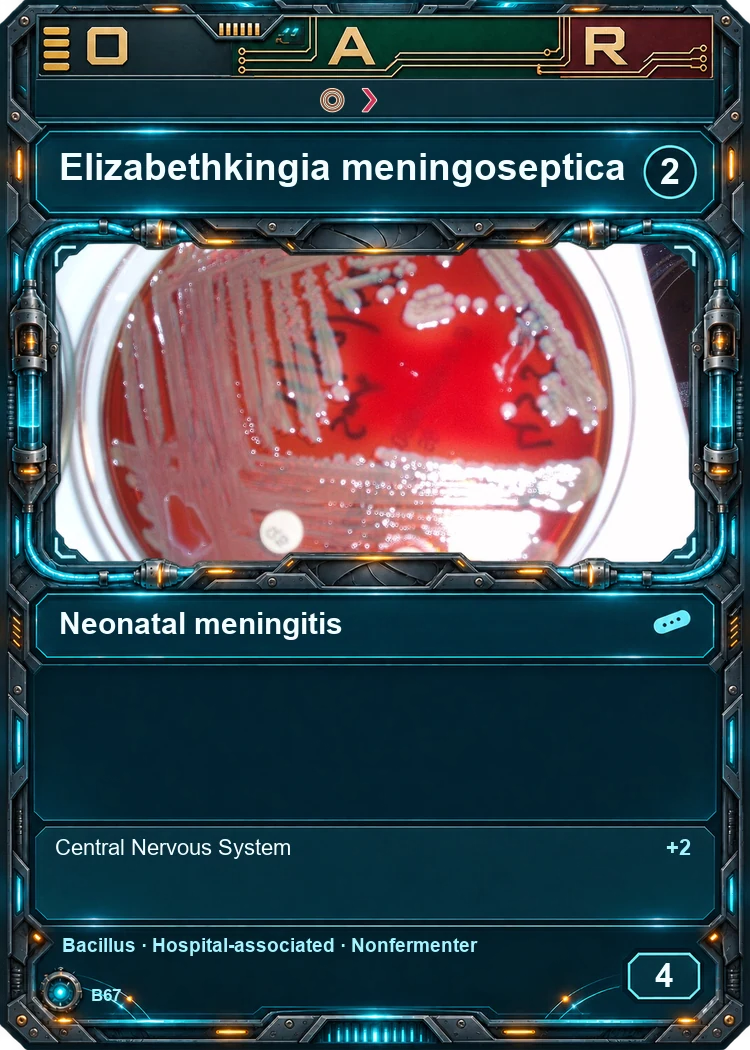 O A R
Elizabethkingia meningoseptica 2
Neonatal meningitis
Central Nervous System +2
Bacillus · Hospital-associated · Nonfermenter
B67
4